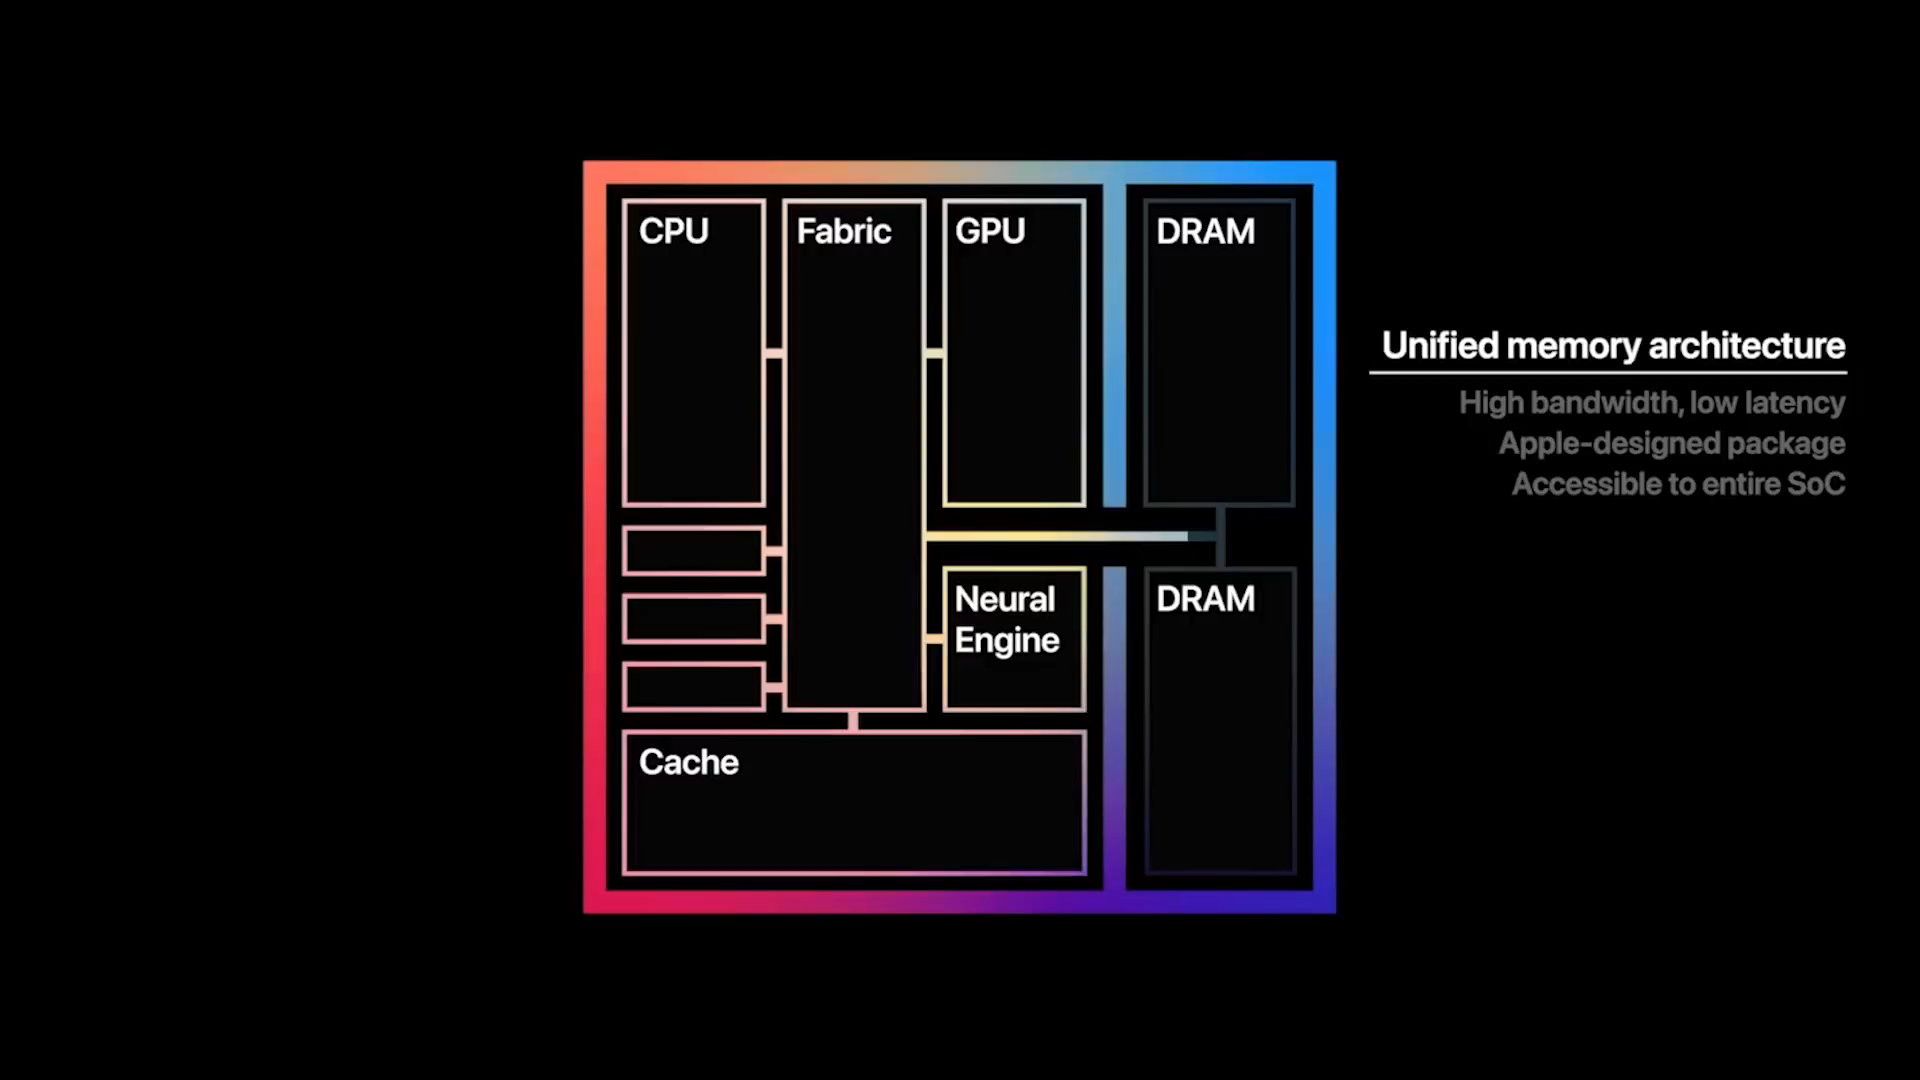 CPU
Fabric
GPU
DRAM
Unified memory architecture
High bandwidth, low latency
Apple-designed package
Accessible to entire SoC
Neural
Engine
DRAM
Cache